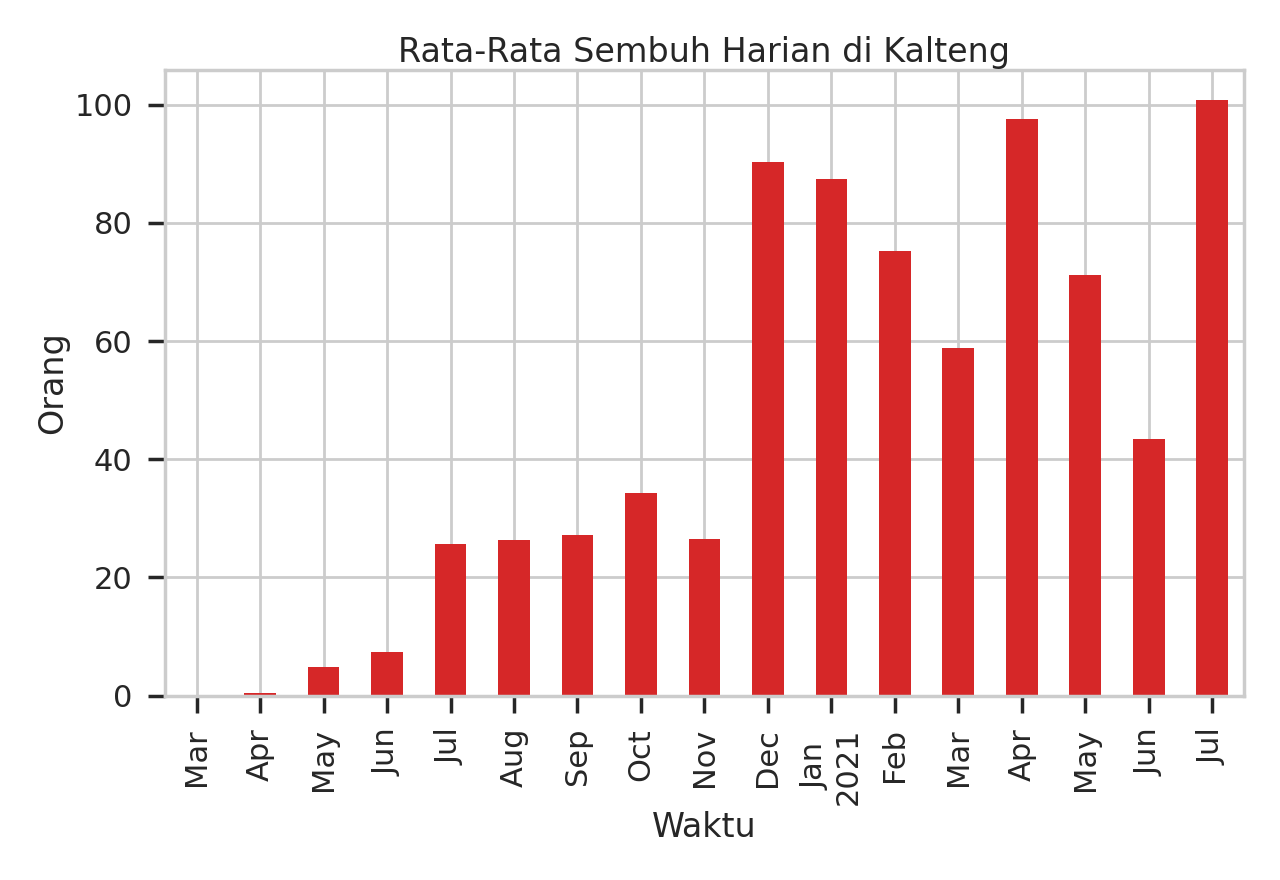 Rata-Rata Sembuh Harian di Kalteng
100
80
60
40
20
0
Orang
Mar
Apr
May
Jun
Jul
Aug
Sep
Oct
Nov
Dec
Jan
2021
Feb
Mar
Apr
May
Jun
Jul
Waktu